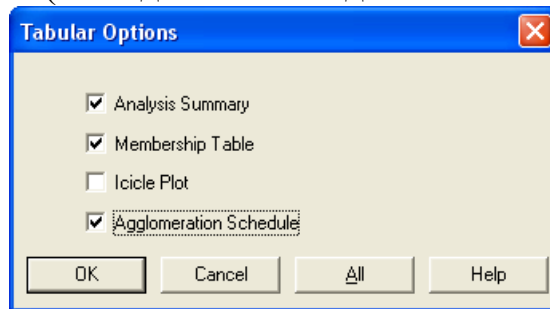 Tabular Options
Analysis Summary
Membership Table
Icicle Plot
Agglomeration Schedule
OK Cancel All Help